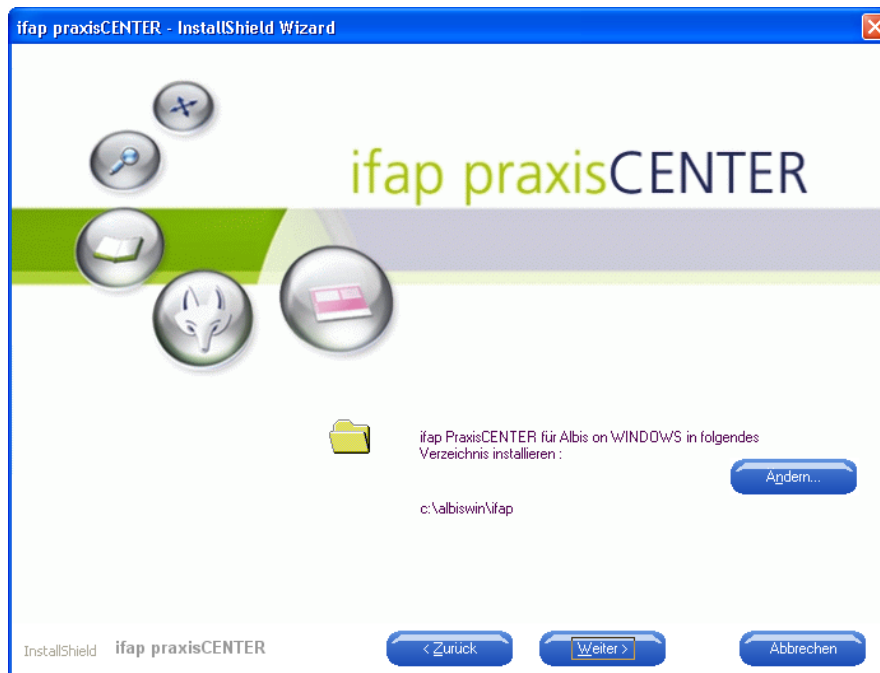 ifap praxisCENTER - InstallShield Wizard
ifap praxisCENTER
ifap PraxisCENTER für Albis on WINDOWS in folgendes
Verzeichnis installieren :
Ändern...
c:\albiswin\ifap
InstallShield
ifap praxisCENTER
< Zurück
Weiter >
Abbrechen